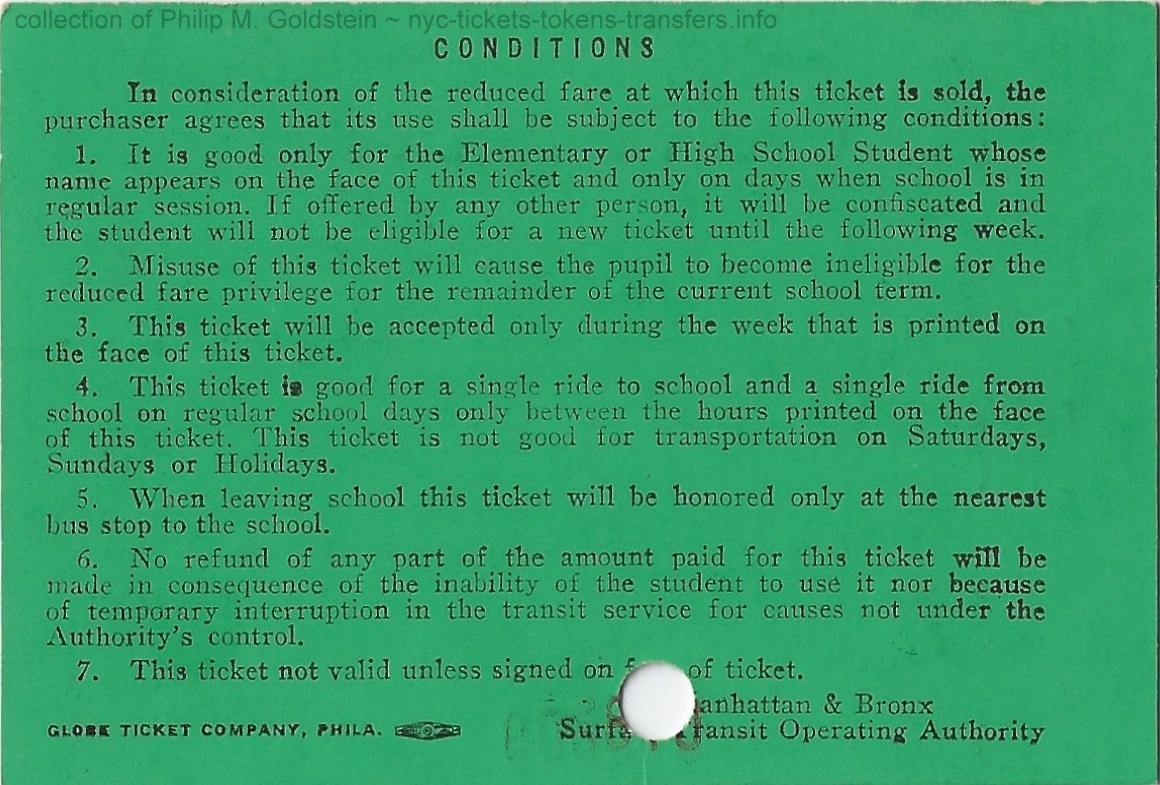 collection of Philip M. Goldstein ~ nyc-tickets-tokens-transfers.info
CONDITIONS
In consideration of the reduced fare at which this ticket is sold, the
purchaser agrees that its use shall be subject to the following conditions:
1. It is good only for the Elementary or High School Student whose
name appears on the face of this ticket and only on days when school is in
regular session. If offered by any other person, it will be confiscated and
the student will not be eligible for a new ticket until the following week.
2. Misuse of this ticket will cause the pupil to become ineligible for the
reduced fare privilege for the remainder of the current school term.
3. This ticket will be accepted only during the week that is printed on
the face of this ticket.
4. This ticket is good for a single ride to school and a single ride from
school on regular school days only between the hours printed on the face
of this ticket. This ticket is not good for transportation on Saturdays,
Sundays or Holidays.
5. When leaving school this ticket will be honored only at the nearest
bus stop to the school.
6. No refund of any part of the amount paid for this ticket will be
made in consequence of the inability of the student to use it nor because
of temporary interruption in the transit service for causes not under the
Authority's control.
7. This ticket not valid unless signed on of ticket.
& Bronx
Operating Authority
GLOBE TICKET COMPANY, PHILA.